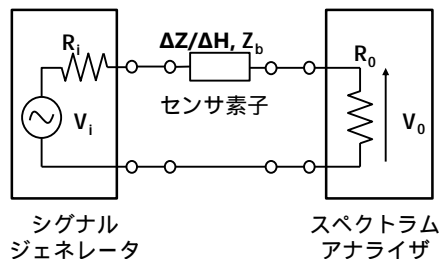 R_i
ΔZ/ΔH, Z_b
R_0
V_i
センサ素子
V_0
シグナル
ジェネレータ
スペクトラム
アナライザ